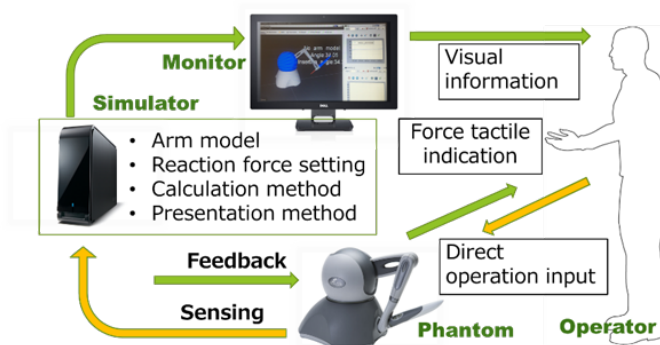 Monitor
Visual
information
Simulator
• Arm model
• Reaction force setting
• Calculation method
• Presentation method
Force tactile
indication
Feedback
Direct
operation input
Sensing
Phantom
Operator